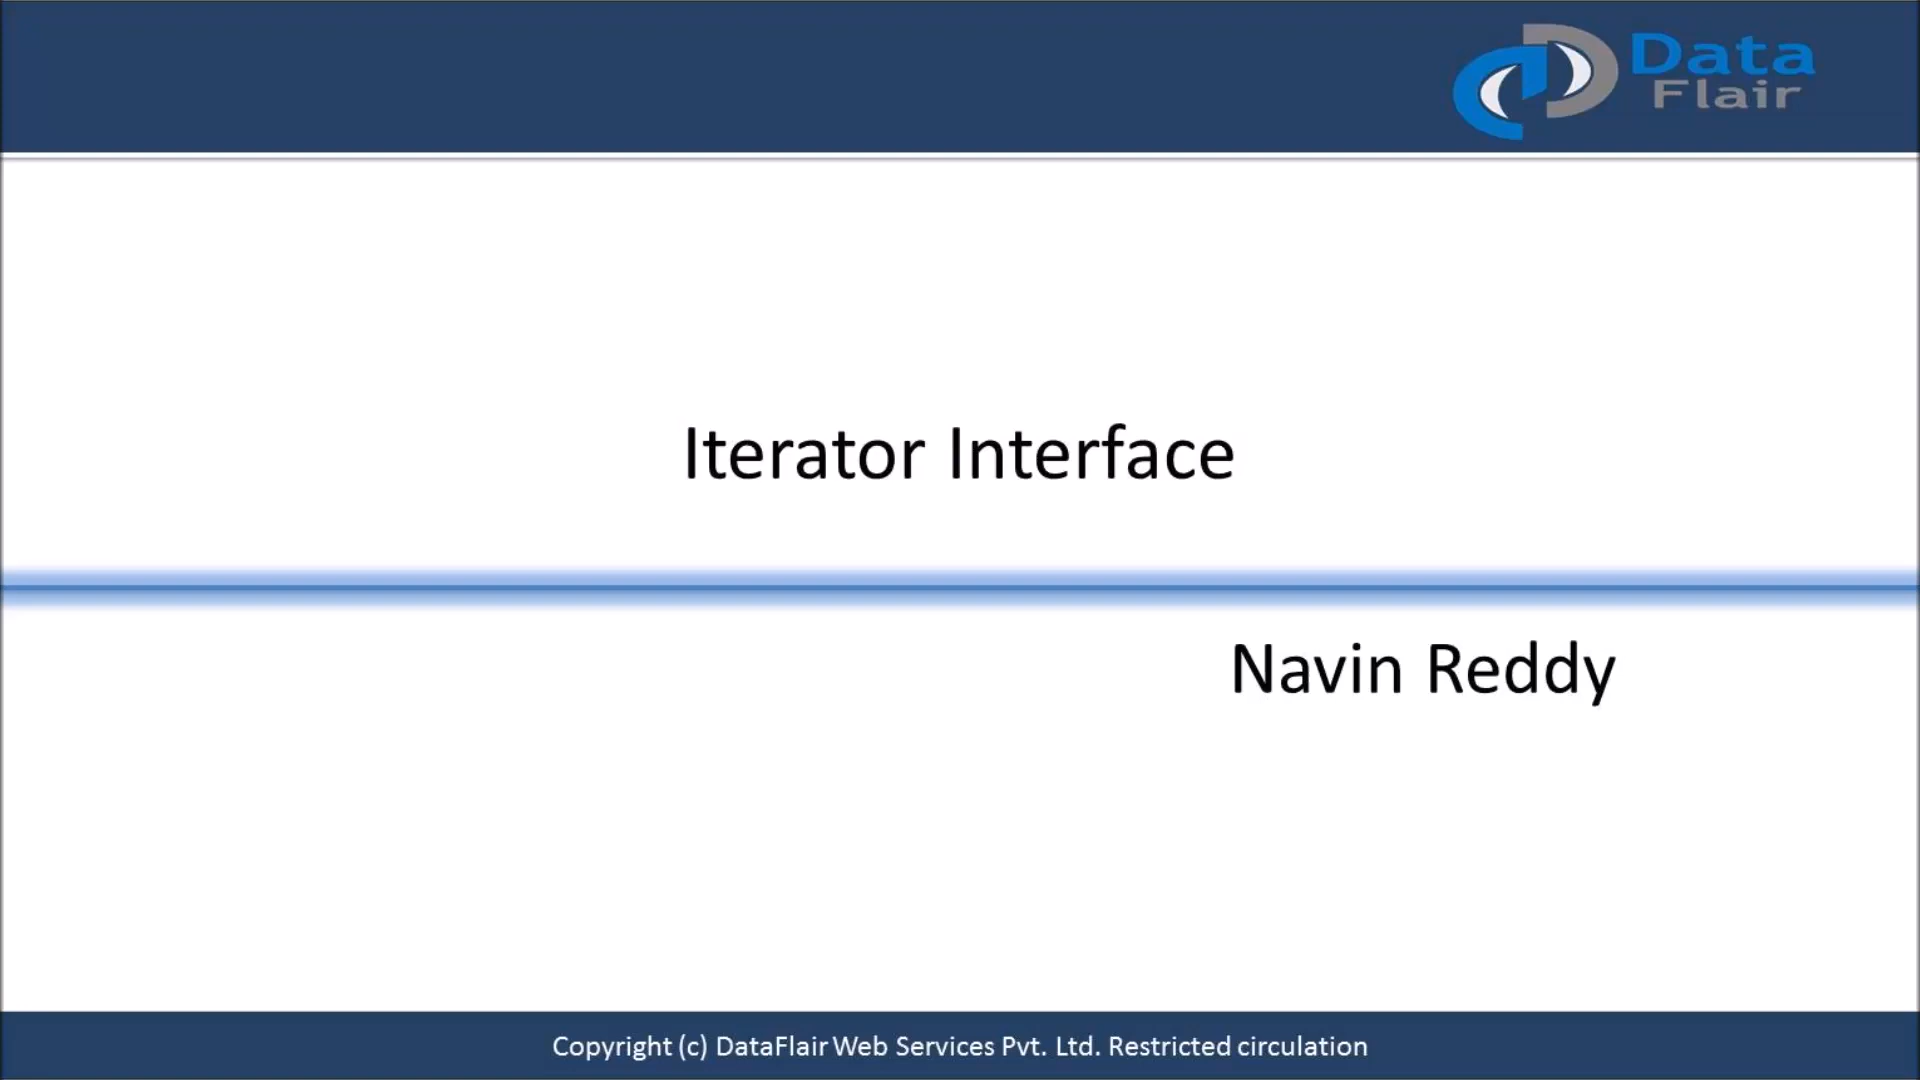 Data
Flair
Iterator Interface
Navin Reddy
Copyright (c) DataFlair Web Services Pvt. Ltd. Restricted circulation